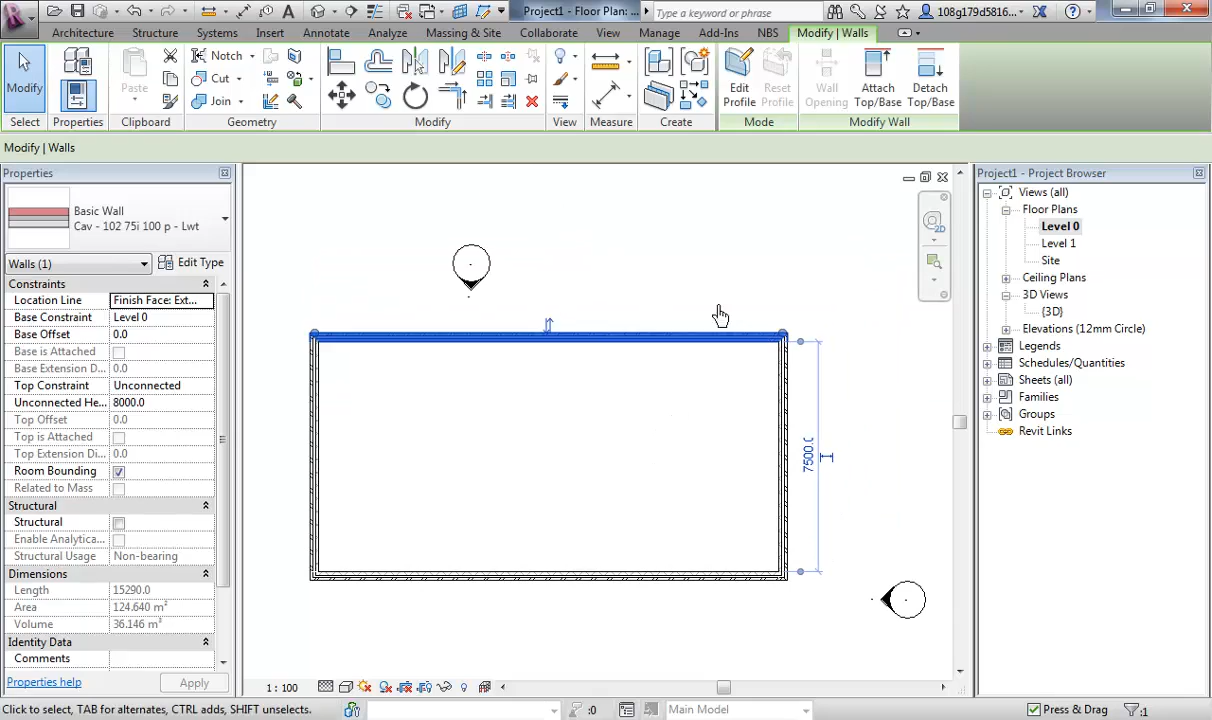 Project1 - Floor Plan: ...
Type a keyword or phrase
108g179d5816...
Architecture
Structure
Systems
Insert
Annotate
Analyze
Massing & Site
Collaborate
View
Manage
Add-Ins
NBS
Modify | Walls
Modify
Select
Properties
Paste
Clipboard
Notch
Cut
Join
Geometry
Modify
View
Measure
Create
Edit Profile
Reset Profile
Mode
Wall Opening
Attach Top/Base
Detach Top/Base
Modify Wall
Modify | Walls
Properties
Basic Wall
Cav - 102 75i 100 p - Lwt
Walls (1)
Edit Type
Constraints
Location Line Finish Face: Ext...
Base Constraint Level 0
Base Offset 0.0
Base is Attached
Base Extension D... 0.0
Top Constraint Unconnected
Unconnected He... 8000.0
Top Offset 0.0
Top is Attached
Top Extension Di... 0.0
Room Bounding
Related to Mass
Structural
Structural
Enable Analytica...
Structural Usage Non-bearing
Dimensions
Length 15290.0
Area 124.640 m²
Volume 36.146 m³
Identity Data
Comments
Properties help
Apply
7500.0
2D
1 : 100
Project1 - Project Browser
Views (all)
Floor Plans
Level 0
Level 1
Site
Ceiling Plans
3D Views
{3D}
Elevations (12mm Circle)
Legends
Schedules/Quantities
Sheets (all)
Families
Groups
Revit Links
Click to select, TAB for alternates, CTRL adds, SHIFT unselects.
:0
Main Model
Press & Drag
:1